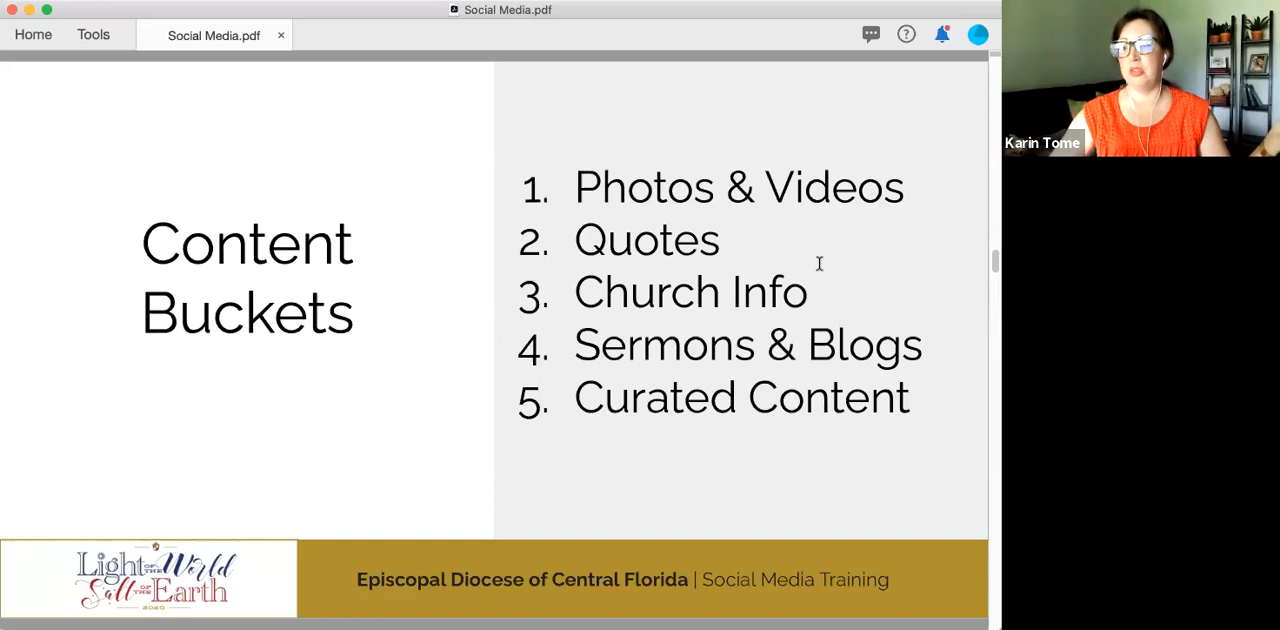 Social Media.pdf
Home Tools Social Media.pdf ×
?
Karin Tome
Content
Buckets
1. Photos & Videos
2. Quotes
3. Church Info
4. Sermons & Blogs
5. Curated Content
Light OF THE World
Salt OF THE Earth
2020
Episcopal Diocese of Central Florida | Social Media Training